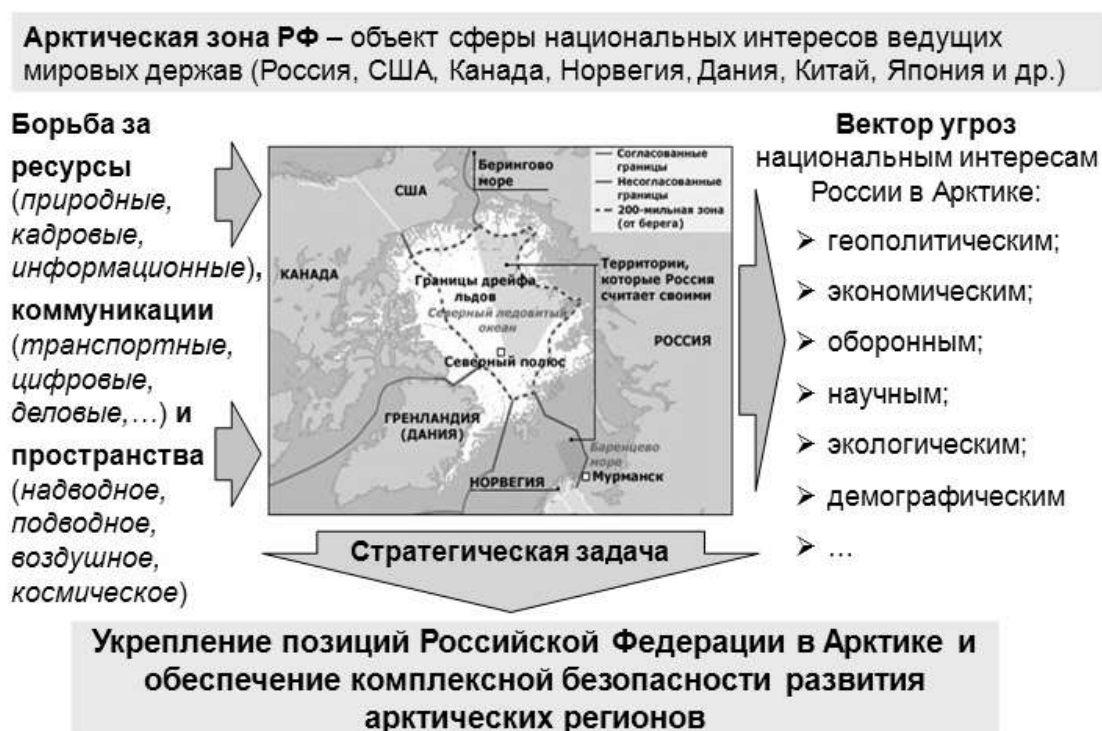 Арктическая зона РФ – объект сферы национальных интересов ведущих
мировых держав (Россия, США, Канада, Норвегия, Дания, Китай, Япония и др.)
Борьба за
ресурсы
(природные,
кадровые,
информационные),
коммуникации
(транспортные,
цифровые,
деловые,…) и
пространства
(надводное,
подводное,
воздушное,
космическое)
Берингово
море
США
Согласованные
границы
Несогласованные
границы
200-мильная зона
(от берега)
КАНАДА
Границы дрейфа
льдов
Северный ледовитый
океан
Территории,
которые Россия
считает своими
РОССИЯ
Северный полюс
ГРЕНЛАНДИЯ
(ДАНИЯ)
Баренцево
море
НОРВЕГИЯ
Мурманск
Вектор угроз
национальным интересам
России в Арктике:
➢ геополитическим;
➢ экономическим;
➢ оборонным;
➢ научным;
➢ экологическим;
➢ демографическим
➢ …
Стратегическая задача
Укрепление позиций Российской Федерации в Арктике и
обеспечение комплексной безопасности развития
арктических регионов